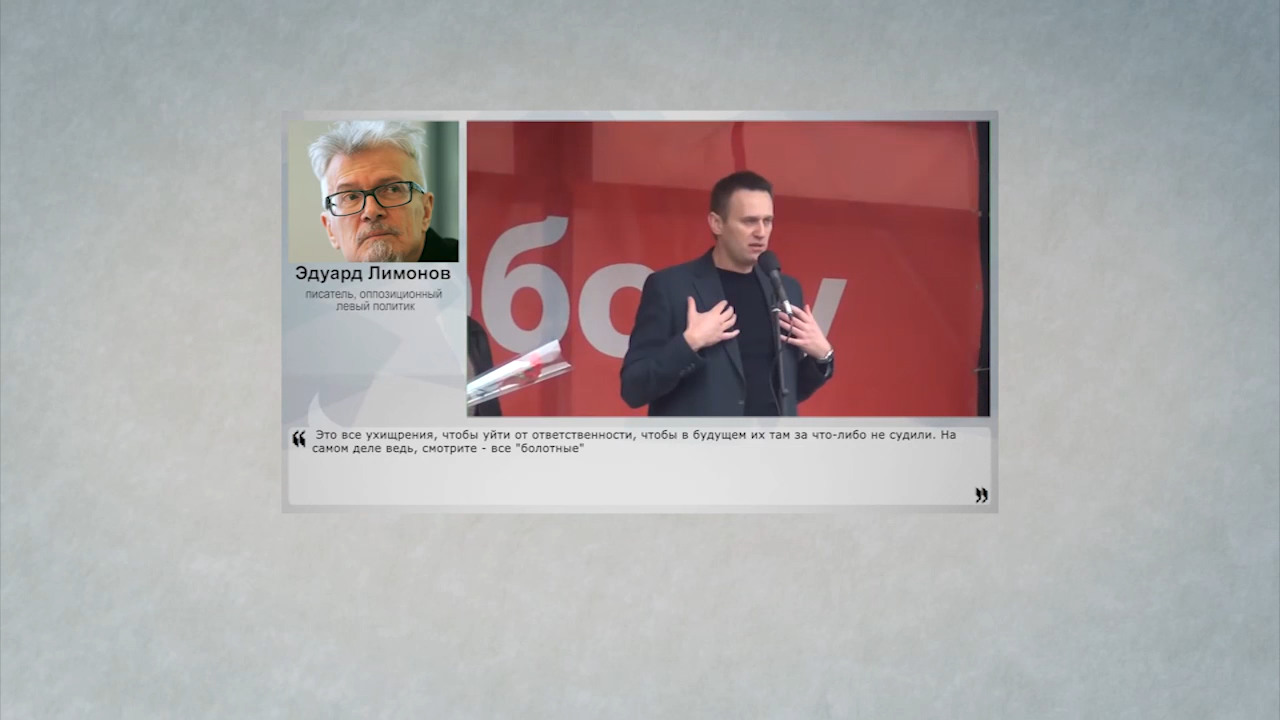 обо у
Эдуард Лимонов
писатель, оппозиционный
левый политик
“ Это все ухищрения, чтобы уйти от ответственности, чтобы в будущем их там за что-либо не судили. На
самом деле ведь, смотрите - все "болотные"
”